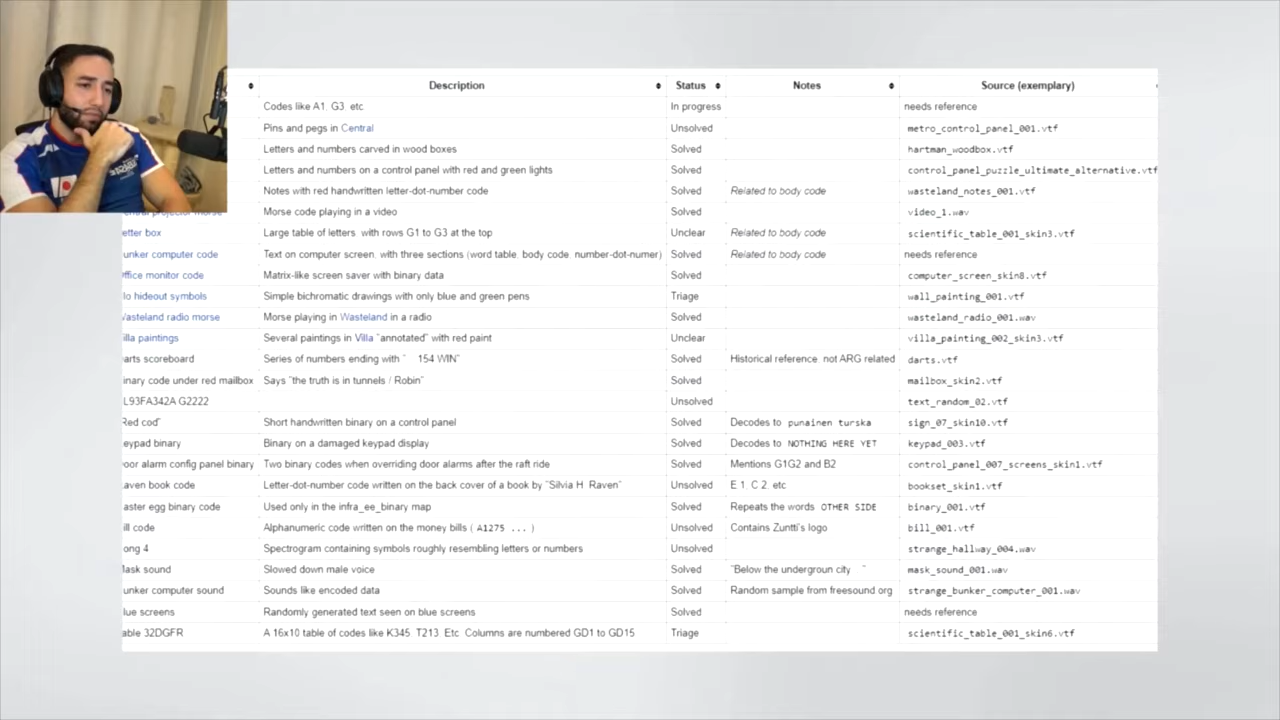 Description Status Notes Source (exemplary)
Codes like A1, G3, etc In progress needs reference
Pins and pegs in Central Unsolved metro_control_panel_001.vtf
Letters and numbers carved in wood boxes Solved hartman_woodbox.vtf
Letters and numbers on a control panel with red and green lights Solved control_panel_puzzle_ultimate_alternative.vtf
Notes with red handwritten letter-dot-number code Solved Related to body code wasteland_notes_001.vtf
projector morse Morse code playing in a video Solved video_1.wav
etter box Large table of letters, with rows G1 to G3 at the top Unclear Related to body code scientific_table_001_skin3.vtf
unker computer code Text on computer screen, with three sections (word table, body code, number-dot-numer) Solved Related to body code needs reference
ffice monitor code Matrix-like screen saver with binary data Solved computer_screen_skin8.vtf
lo hideout symbols Simple bichromatic drawings with only blue and green pens Triage wall_painting_001.vtf
Wasteland radio morse Morse playing in Wasteland in a radio Solved wasteland_radio_001.wav
illa paintings Several paintings in Villa "annotated" with red paint Unclear villa_painting_002_skin3.vtf
arts scoreboard Series of numbers ending with " 154 WIN" Solved Historical reference, not ARG related darts.vtf
inary code under red mailbox Says "the truth is in tunnels / Robin" Solved mailbox_skin2.vtf
L93FA342A G2222 Unsolved text_random_02.vtf
Red cod" Short handwritten binary on a control panel Solved Decodes to punainen turska sign_07_skin10.vtf
eypad binary Binary on a damaged keypad display Solved Decodes to NOTHING HERE YET keypad_003.vtf
oor alarm config panel binary Two binary codes when overriding door alarms after the raft ride Solved Mentions G1G2 and B2 control_panel_007_screens_skin1.vtf
aven book code Letter-dot-number code written on the back cover of a book by "Silvia H. Raven" Unsolved E.1, C.2, etc bookset_skin1.vtf
aster egg binary code Used only in the infra_ee_binary map Solved Repeats the words OTHER SIDE binary_001.vtf
ill code Alphanumeric code written on the money bills ( A1275 ... ) Unsolved Contains Zuntti's logo bill_001.vtf
ong 4 Spectrogram containing symbols roughly resembling letters or numbers Unsolved strange_hallway_004.wav
Mask sound Slowed down male voice Solved "Below the undergroun city " mask_sound_001.wav
unker computer sound Sounds like encoded data Solved Random sample from freesound.org strange_bunker_computer_001.wav
lue screens Randomly generated text seen on blue screens Solved needs reference
able 32DGFR A 16x10 table of codes like K345, T213, Etc. Columns are numbered GD1 to GD15 Triage scientific_table_001_skin6.vtf